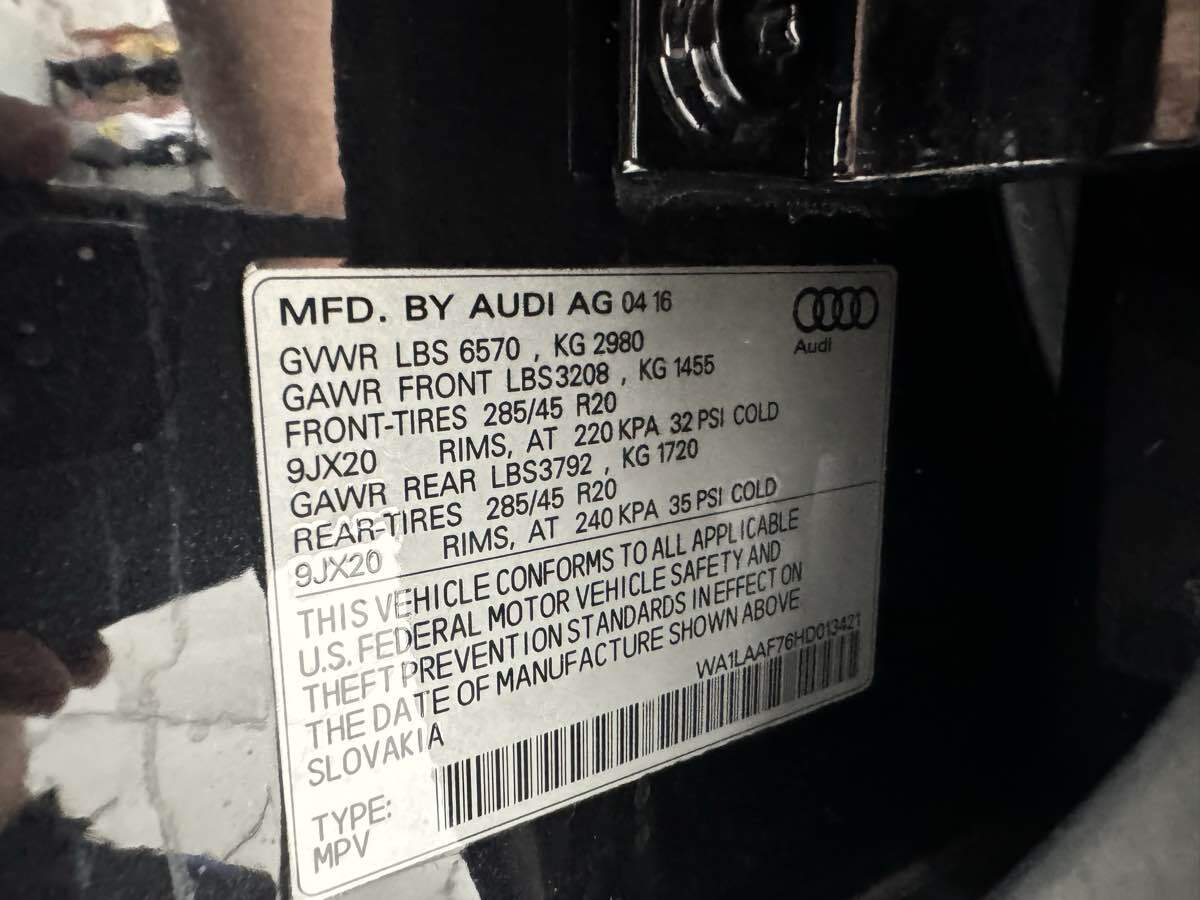 MFD. BY AUDI AG 04 16
Audi
GVWR LBS 6570 , KG 2980
GAWR FRONT LBS3208 , KG 1455
FRONT-TIRES 285/45 R20
9JX20 RIMS, AT 220 KPA 32 PSI COLD
GAWR REAR LBS3792 , KG 1720
REAR-TIRES 285/45 R20
9JX20 RIMS, AT 240 KPA 35 PSI COLD
THIS VEHICLE CONFORMS TO ALL APPLICABLE
U.S. FEDERAL MOTOR VEHICLE SAFETY AND
THEFT PREVENTION STANDARDS IN EFFECT ON
THE DATE OF MANUFACTURE SHOWN ABOVE
SLOVAKIA
WA1LAAF76HD013421
TYPE:
MPV